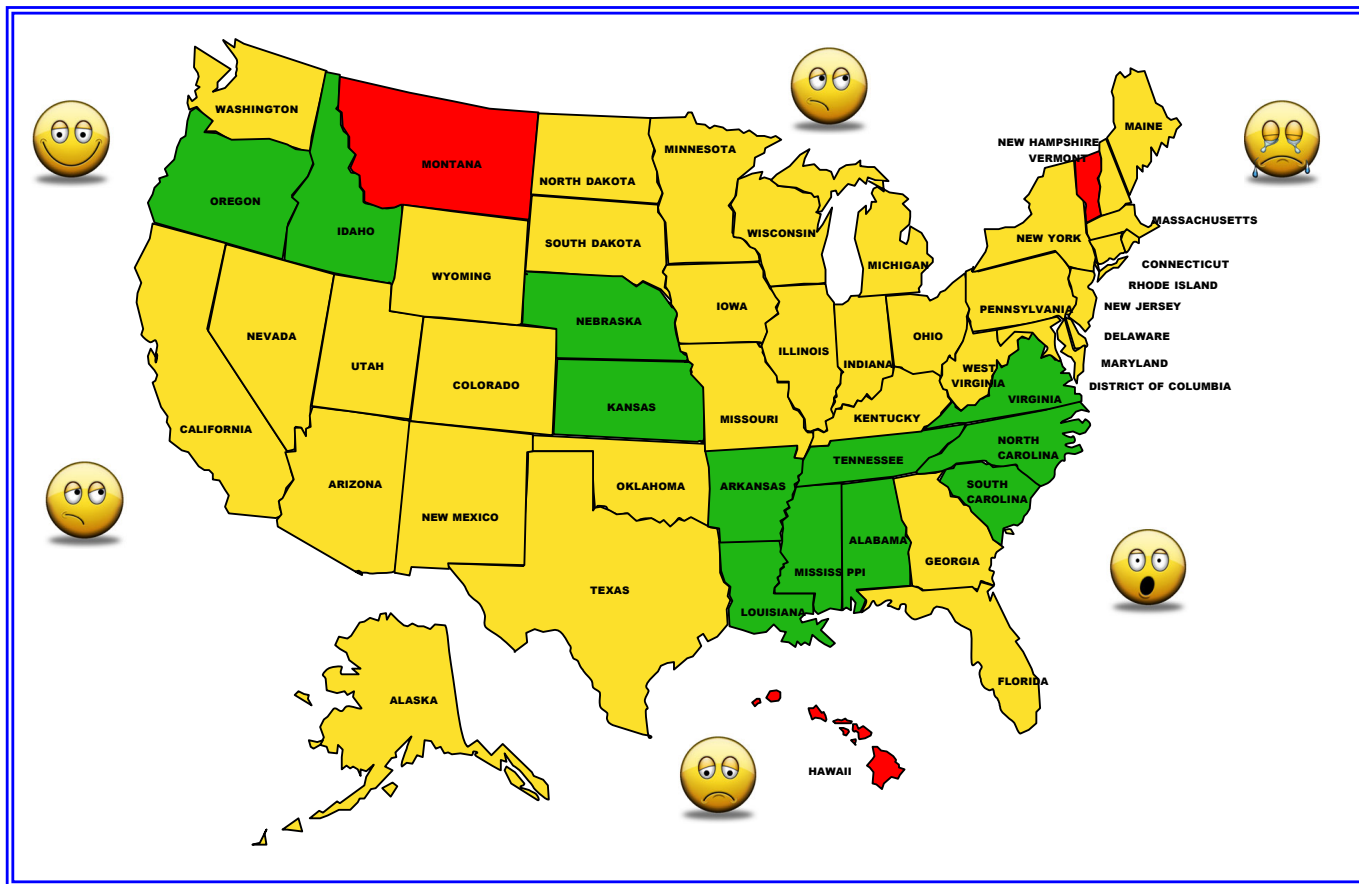 WASHINGTON
MONTANA
OREGON
IDAHO
WYOMING
NORTH DAKOTA
SOUTH DAKOTA
MINNESOTA
WISCONSIN
MICHIGAN
NEW HAMPSHIRE
VERMONT
MAINE
MASSACHUSETTS
NEW YORK
CONNECTICUT
RHODE ISLAND
NEW JERSEY
PENNSYLVANIA
DELAWARE
MARYLAND
DISTRICT OF COLUMBIA
NEBRASKA
IOWA
ILLINOIS
INDIANA
OHIO
WEST
VIRGINIA
VIRGINIA
NEVADA
UTAH
COLORADO
KANSAS
MISSOURI
KENTUCKY
CALIFORNIA
ARIZONA
NEW MEXICO
OKLAHOMA
ARKANSAS
TENNESSEE
NORTH
CAROLINA
SOUTH
CAROLINA
TEXAS
LOUISIANA
MISSIS PPI
ALABAMA
GEORGIA
FLORIDA
ALASKA
HAWAII